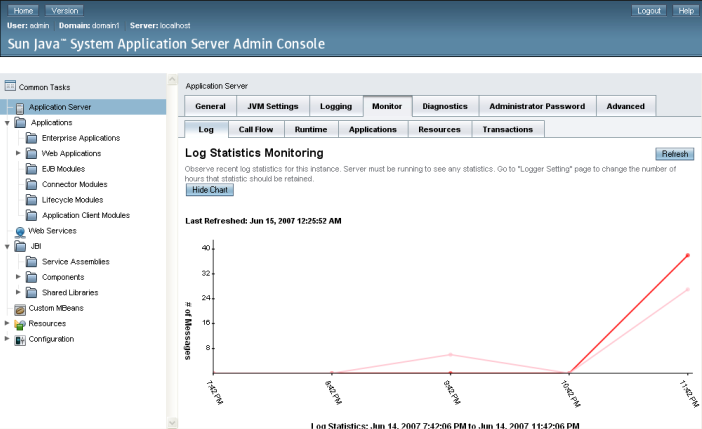 Home Version Logout Help
User: admin Domain: domain1 Server: localhost
Sun Java™ System Application Server Admin Console
Common Tasks
Application Server
Applications
Enterprise Applications
Web Applications
EJB Modules
Connector Modules
Lifecycle Modules
Application Client Modules
Web Services
JBI
Service Assemblies
Components
Shared Libraries
Custom MBeans
Resources
Configuration
Application Server
General JVM Settings Logging Monitor Diagnostics Administrator Password Advanced
Log Call Flow Runtime Applications Resources Transactions
Log Statistics Monitoring Refresh
Observe recent log statistics for this instance. Server must be running to see any statistics. Go to "Logger Setting" page to change the number of
hours that statistic should be retained.
Hide Chart
Last Refreshed: Jun 15, 2007 12:25:52 AM
# of Messages
40
32
24
16
8
7:42 PM 8:42 PM 9:42 PM 10:42 PM 11:42 PM
Log Statistics: Jun 14, 2007 7:42:06 PM to Jun 14, 2007 11:42:06 PM